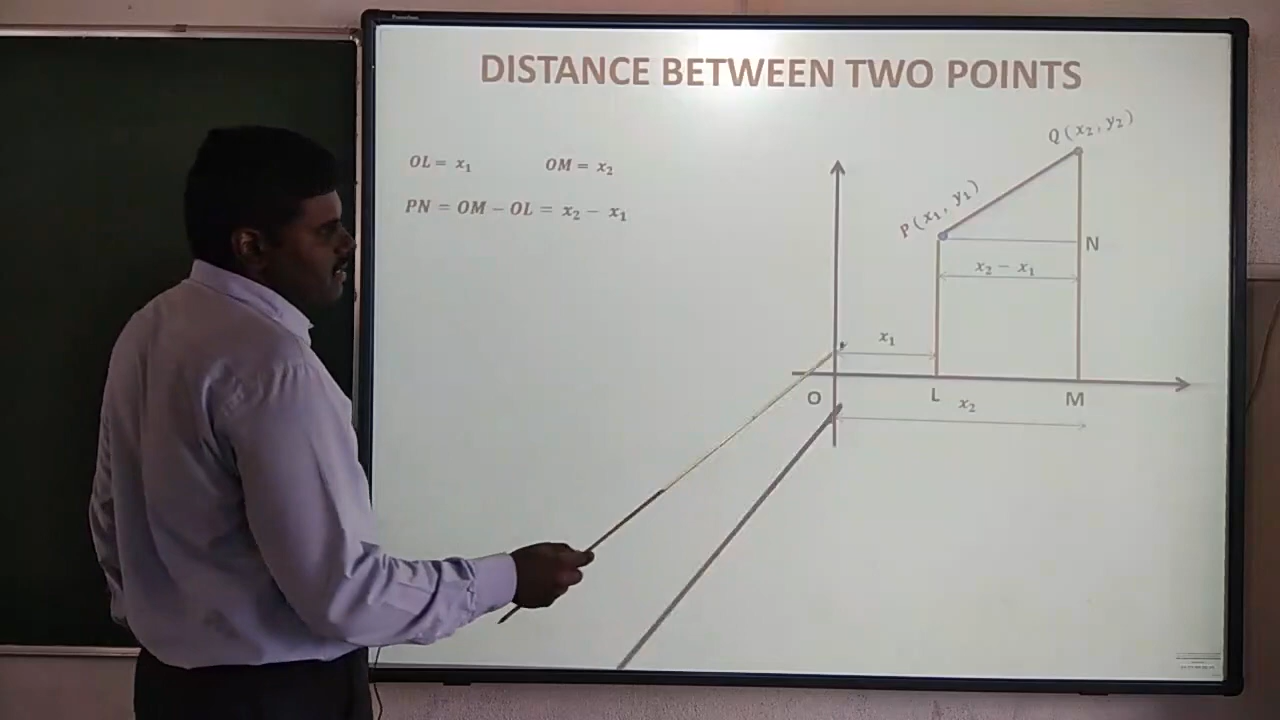 DISTANCE BETWEEN TWO POINTS
OL = x₁ OM = x₂
PN = OM − OL = x₂ − x₁
Q (x₂, y₂)
P (x₁, y₁)
N
x₂ − x₁
x₁
O L M
x₂